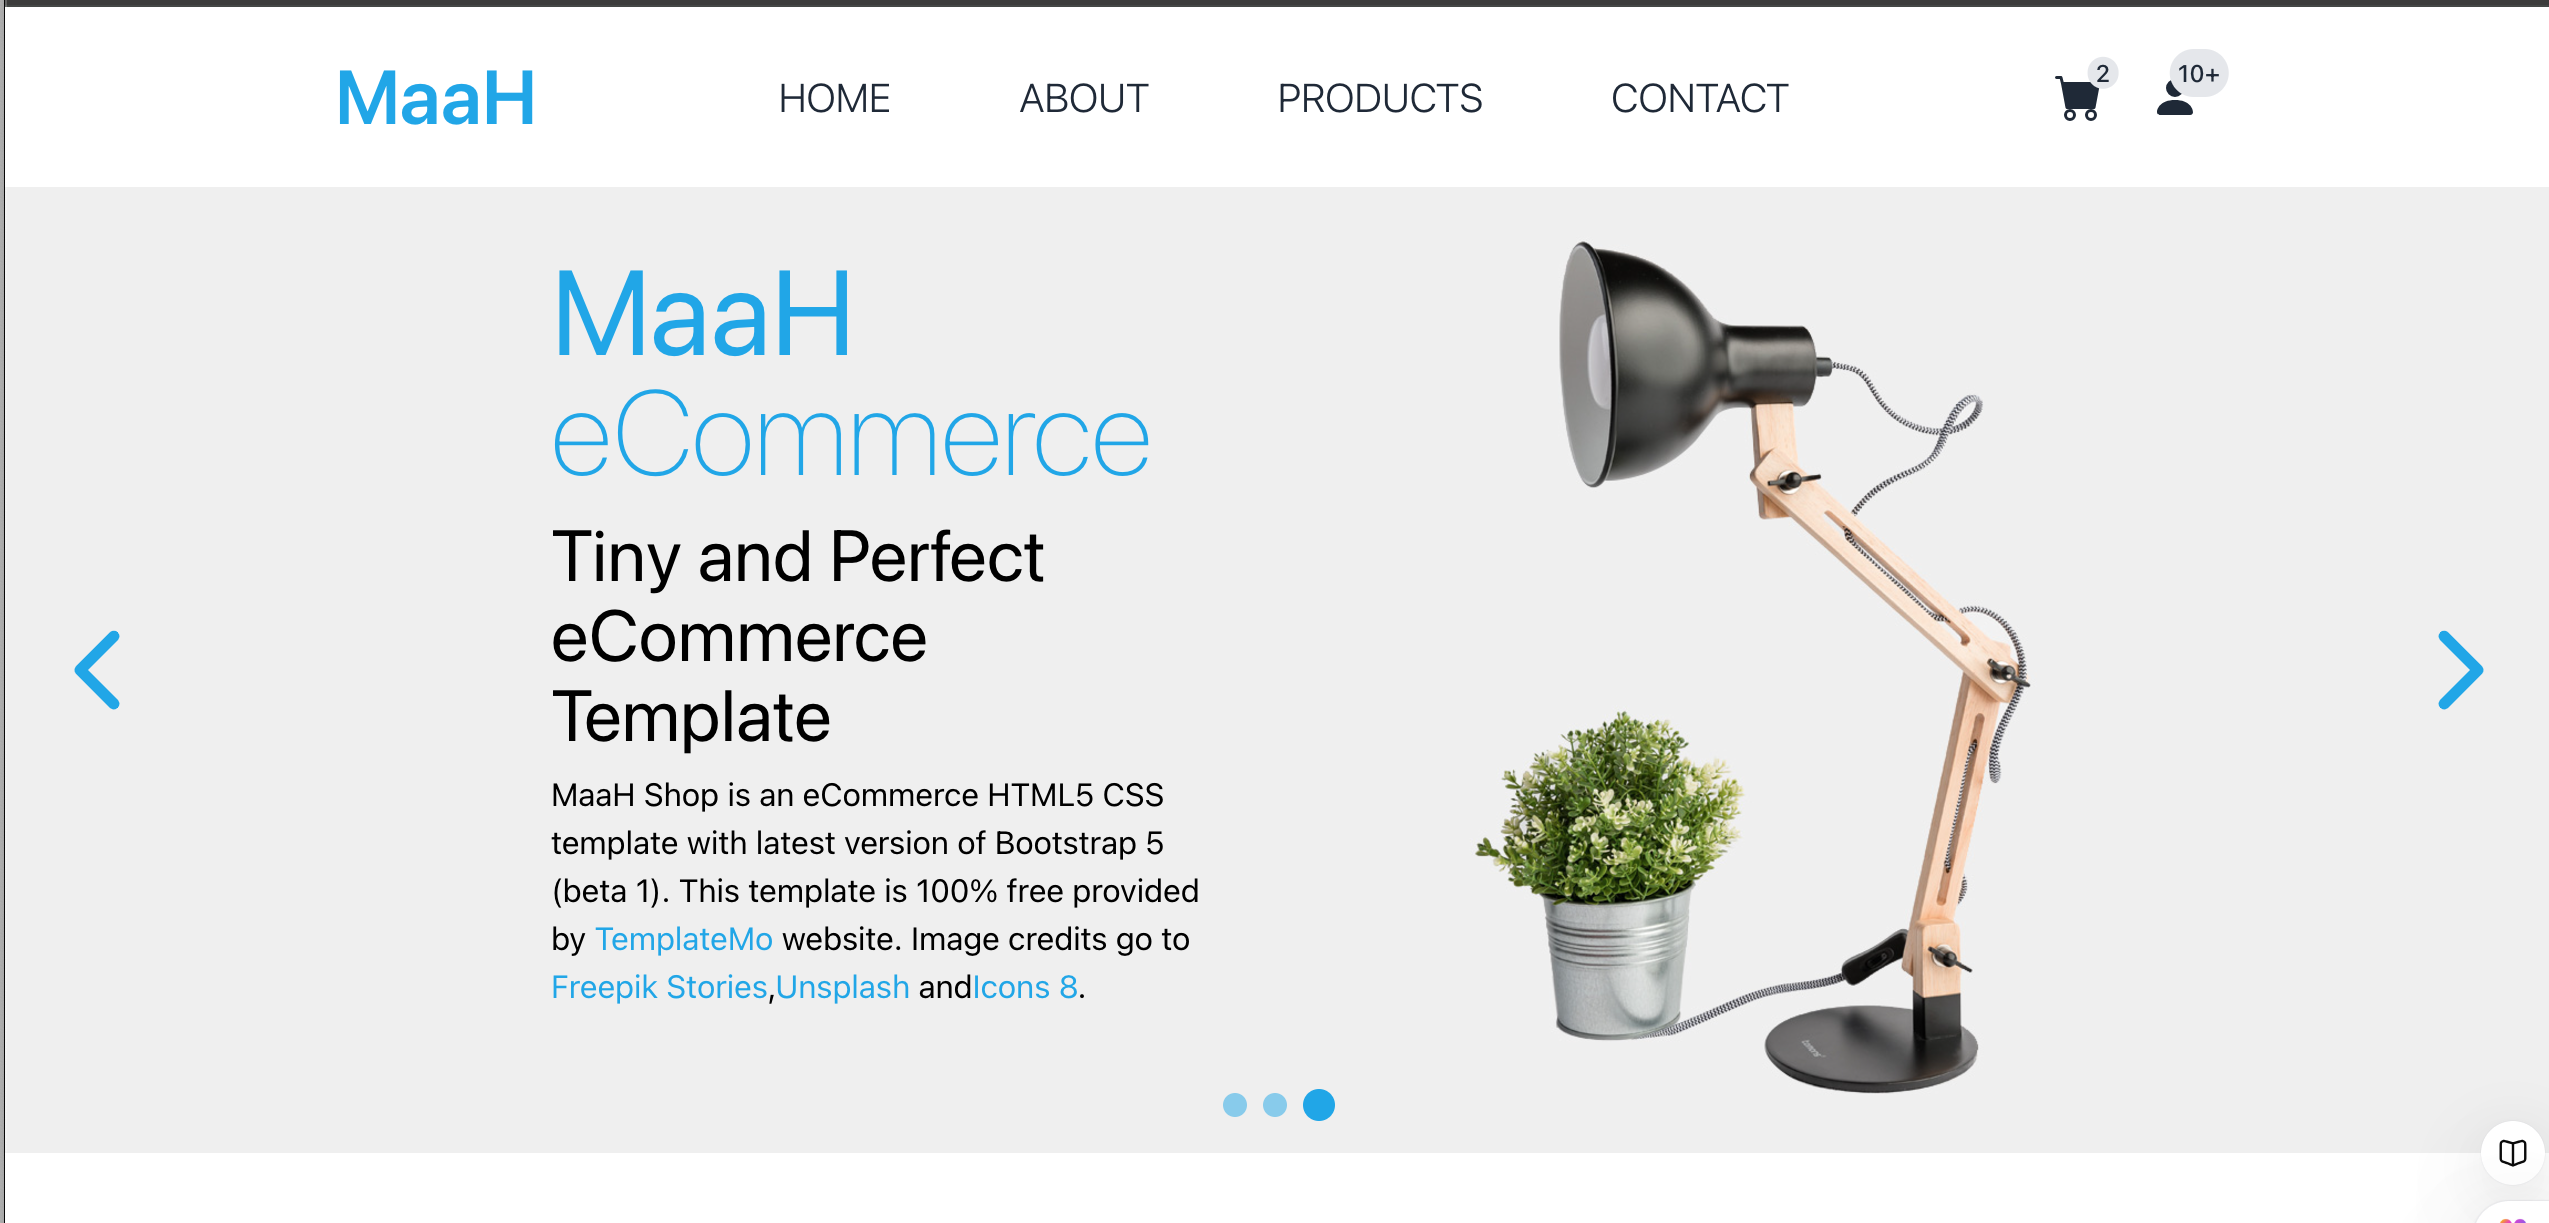 MaaH
HOME ABOUT PRODUCTS CONTACT
2 10+
MaaH
eCommerce
Tiny and Perfect
eCommerce
Template
MaaH Shop is an eCommerce HTML5 CSS
template with latest version of Bootstrap 5
(beta 1). This template is 100% free provided
by TemplateMo website. Image credits go to
Freepik Stories,Unsplash andIcons 8.